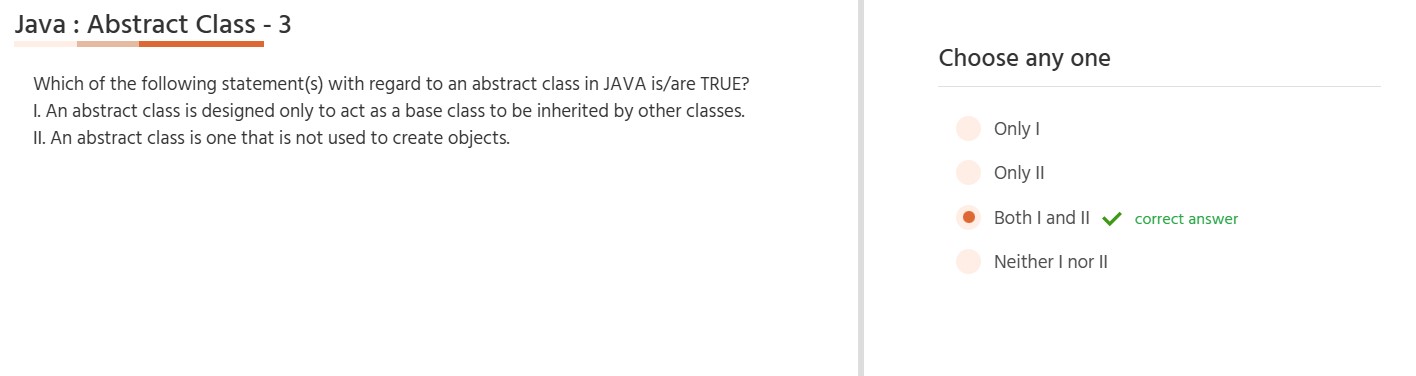 Java : Abstract Class - 3
Which of the following statement(s) with regard to an abstract class in JAVA is/are TRUE?
I. An abstract class is designed only to act as a base class to be inherited by other classes.
II. An abstract class is one that is not used to create objects.
Choose any one
Only I
Only II
Both I and II correct answer
Neither I nor II